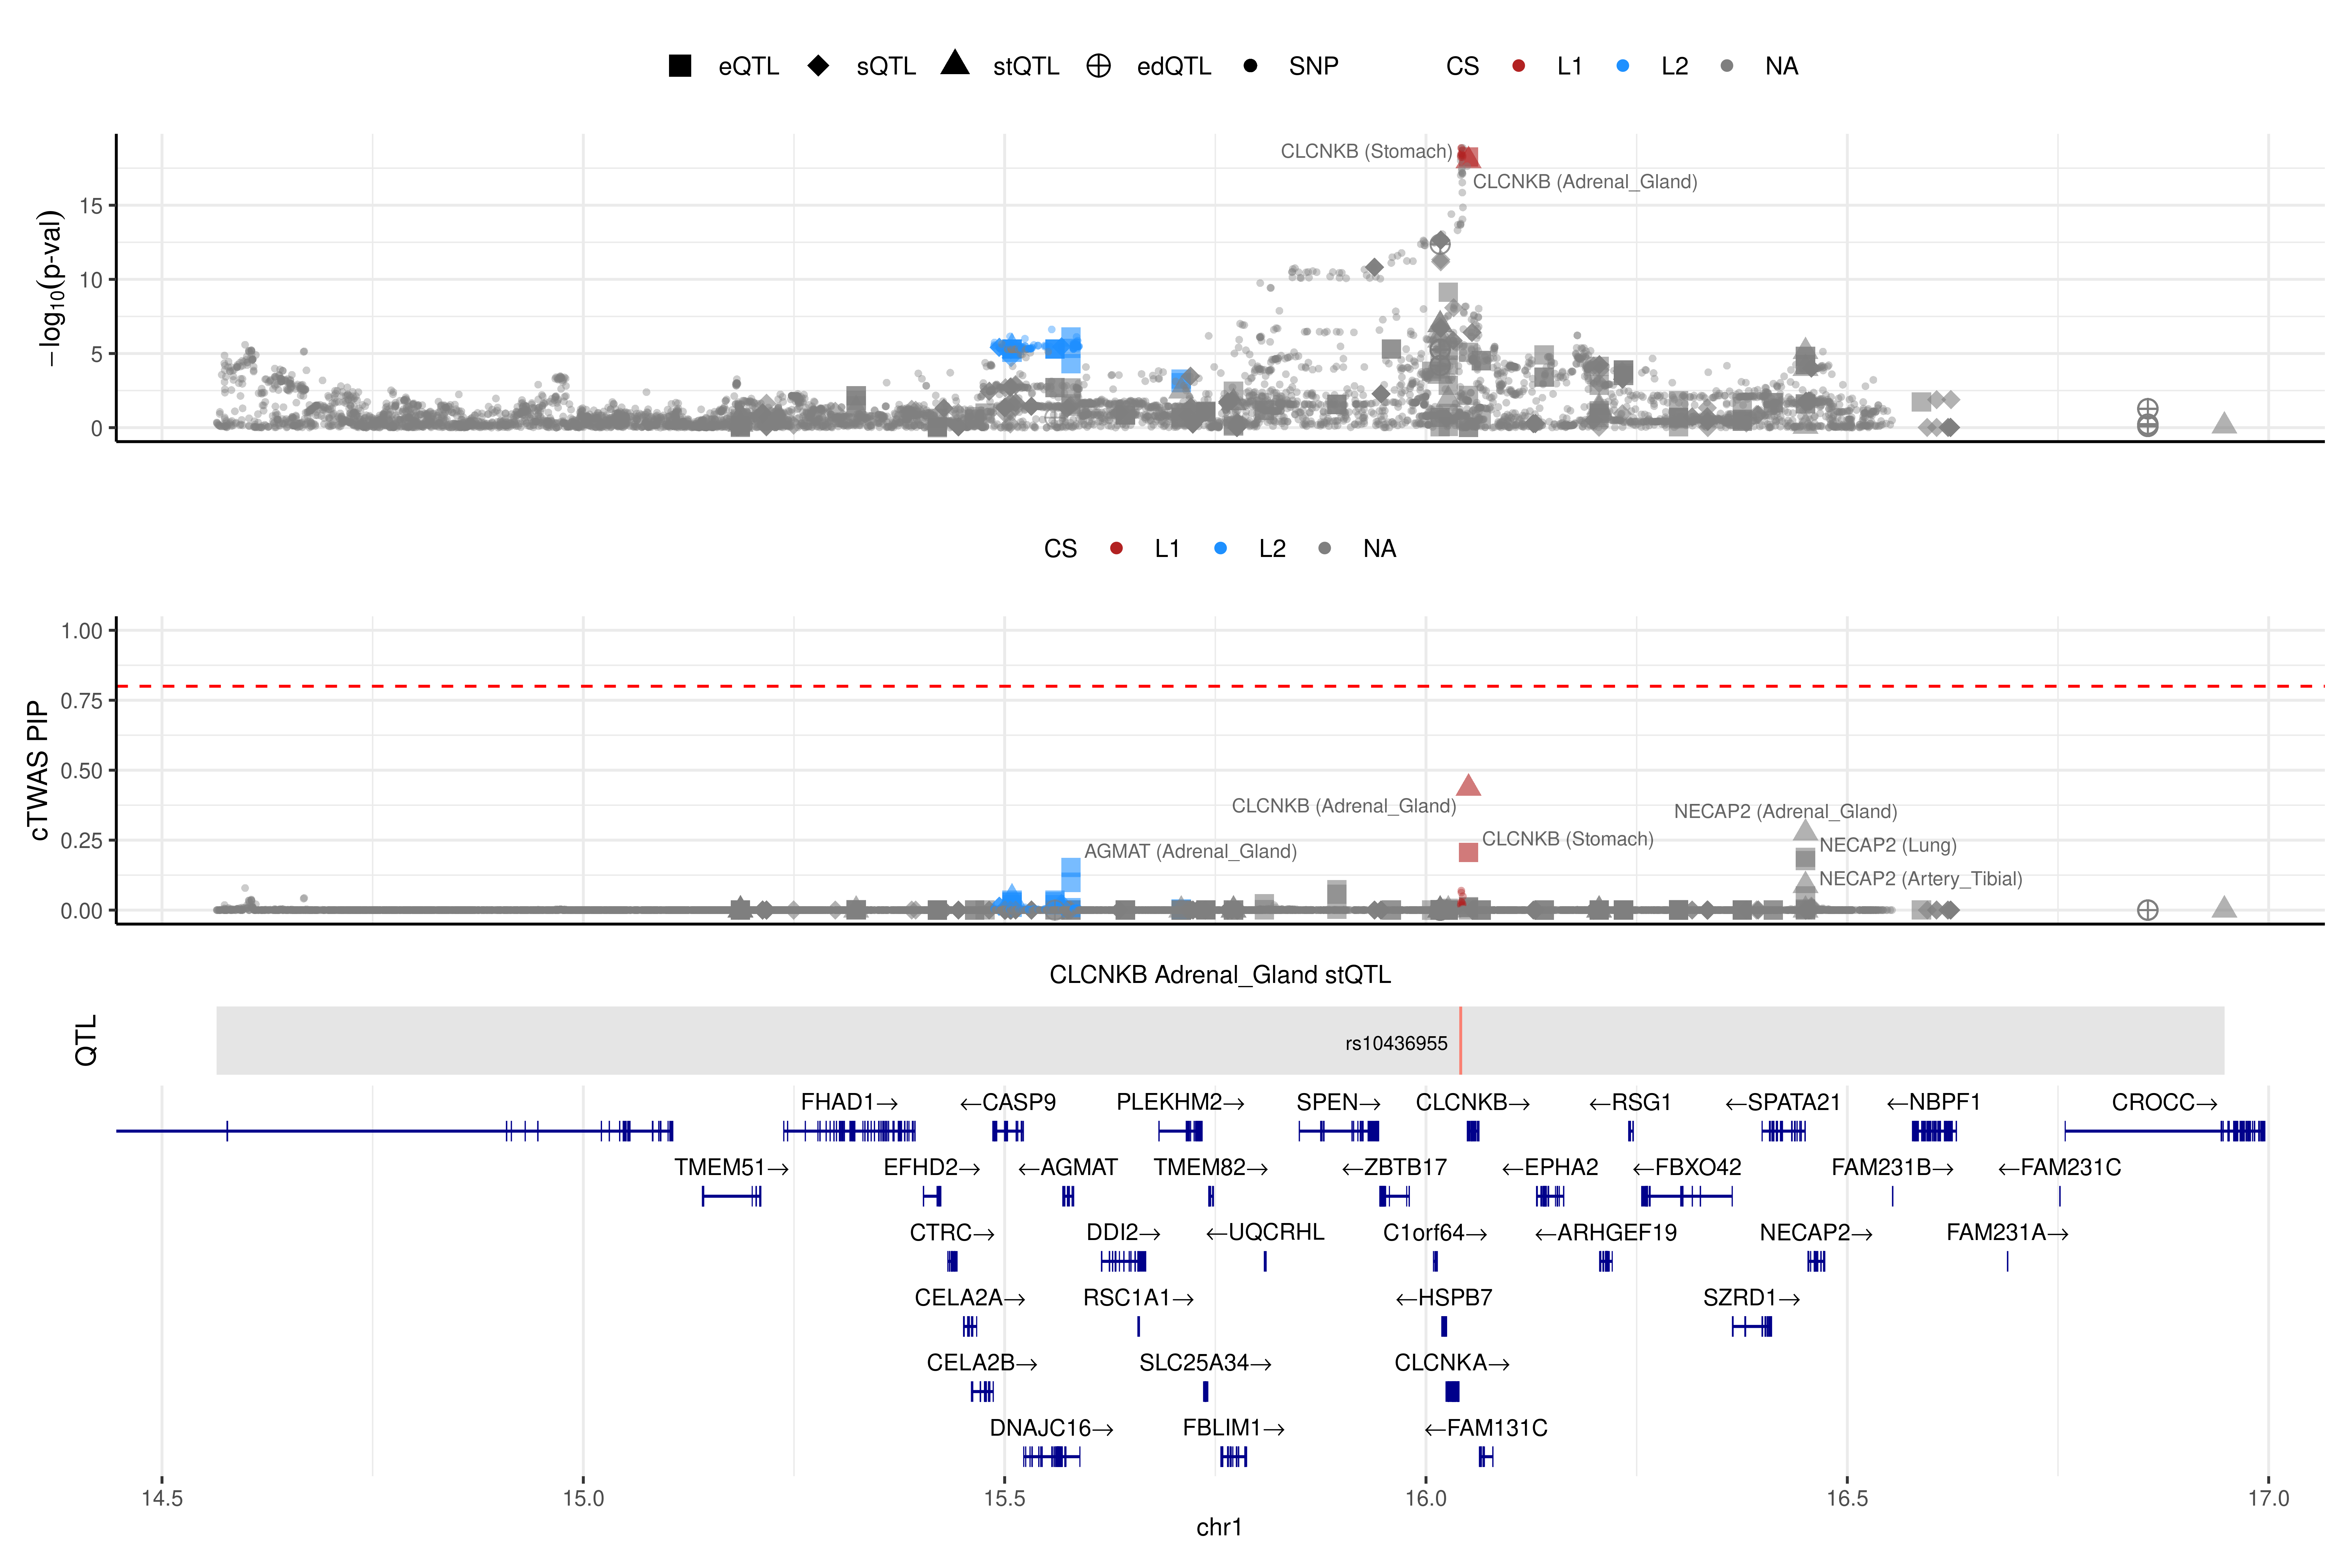 eQTL sQTL stQTL edQTL SNP CS L1 L2 NA
CLCNKB (Stomach)
CLCNKB (Adrenal_Gland)
−log10(p-val)
15
10
5
0
CS L1 L2 NA
cTWAS PIP
1.00
0.75
0.50
0.25
0.00
CLCNKB (Adrenal_Gland)
NECAP2 (Adrenal_Gland)
CLCNKB (Stomach)
NECAP2 (Lung)
AGMAT (Adrenal_Gland)
NECAP2 (Artery_Tibial)
CLCNKB Adrenal_Gland stQTL
QTL
rs10436955
FHAD1→ ←CASP9 PLEKHM2→ SPEN→ CLCNKB→ ←RSG1 ←SPATA21 ←NBPF1 CROCC→
TMEM51→ EFHD2→ ←AGMAT TMEM82→ ←ZBTB17 ←EPHA2 ←FBXO42 FAM231B→ ←FAM231C
CTRC→ DDI2→ ←UQCRHL C1orf64→ ←ARHGEF19 NECAP2→ FAM231A→
CELA2A→ RSC1A1→ ←HSPB7 SZRD1→
CELA2B→ SLC25A34→ CLCNKA→
DNAJC16→ FBLIM1→ ←FAM131C
14.5 15.0 15.5 16.0 16.5 17.0
chr1